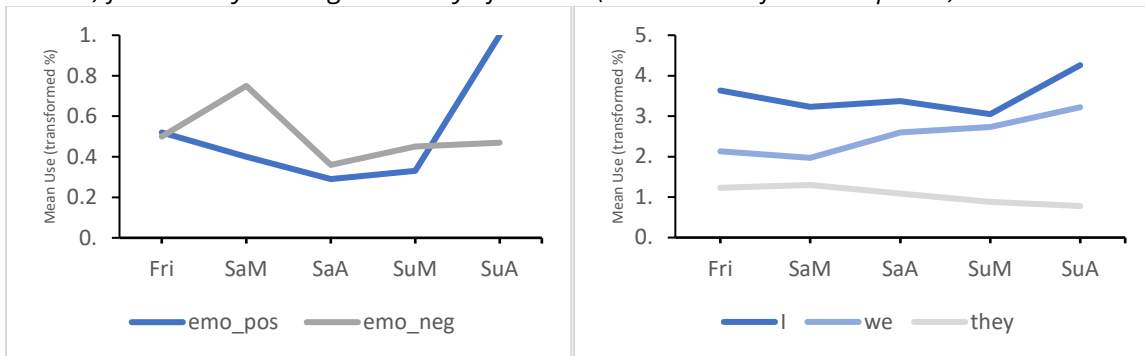 Mean Use (transformed %)
1.
0.8
0.6
0.4
0.2
0.
Fri SaM SaA SuM SuA
emo_pos emo_neg
Mean Use (transformed %)
5.
4.
3.
2.
1.
0.
Fri SaM SaA SuM SuA
I we they